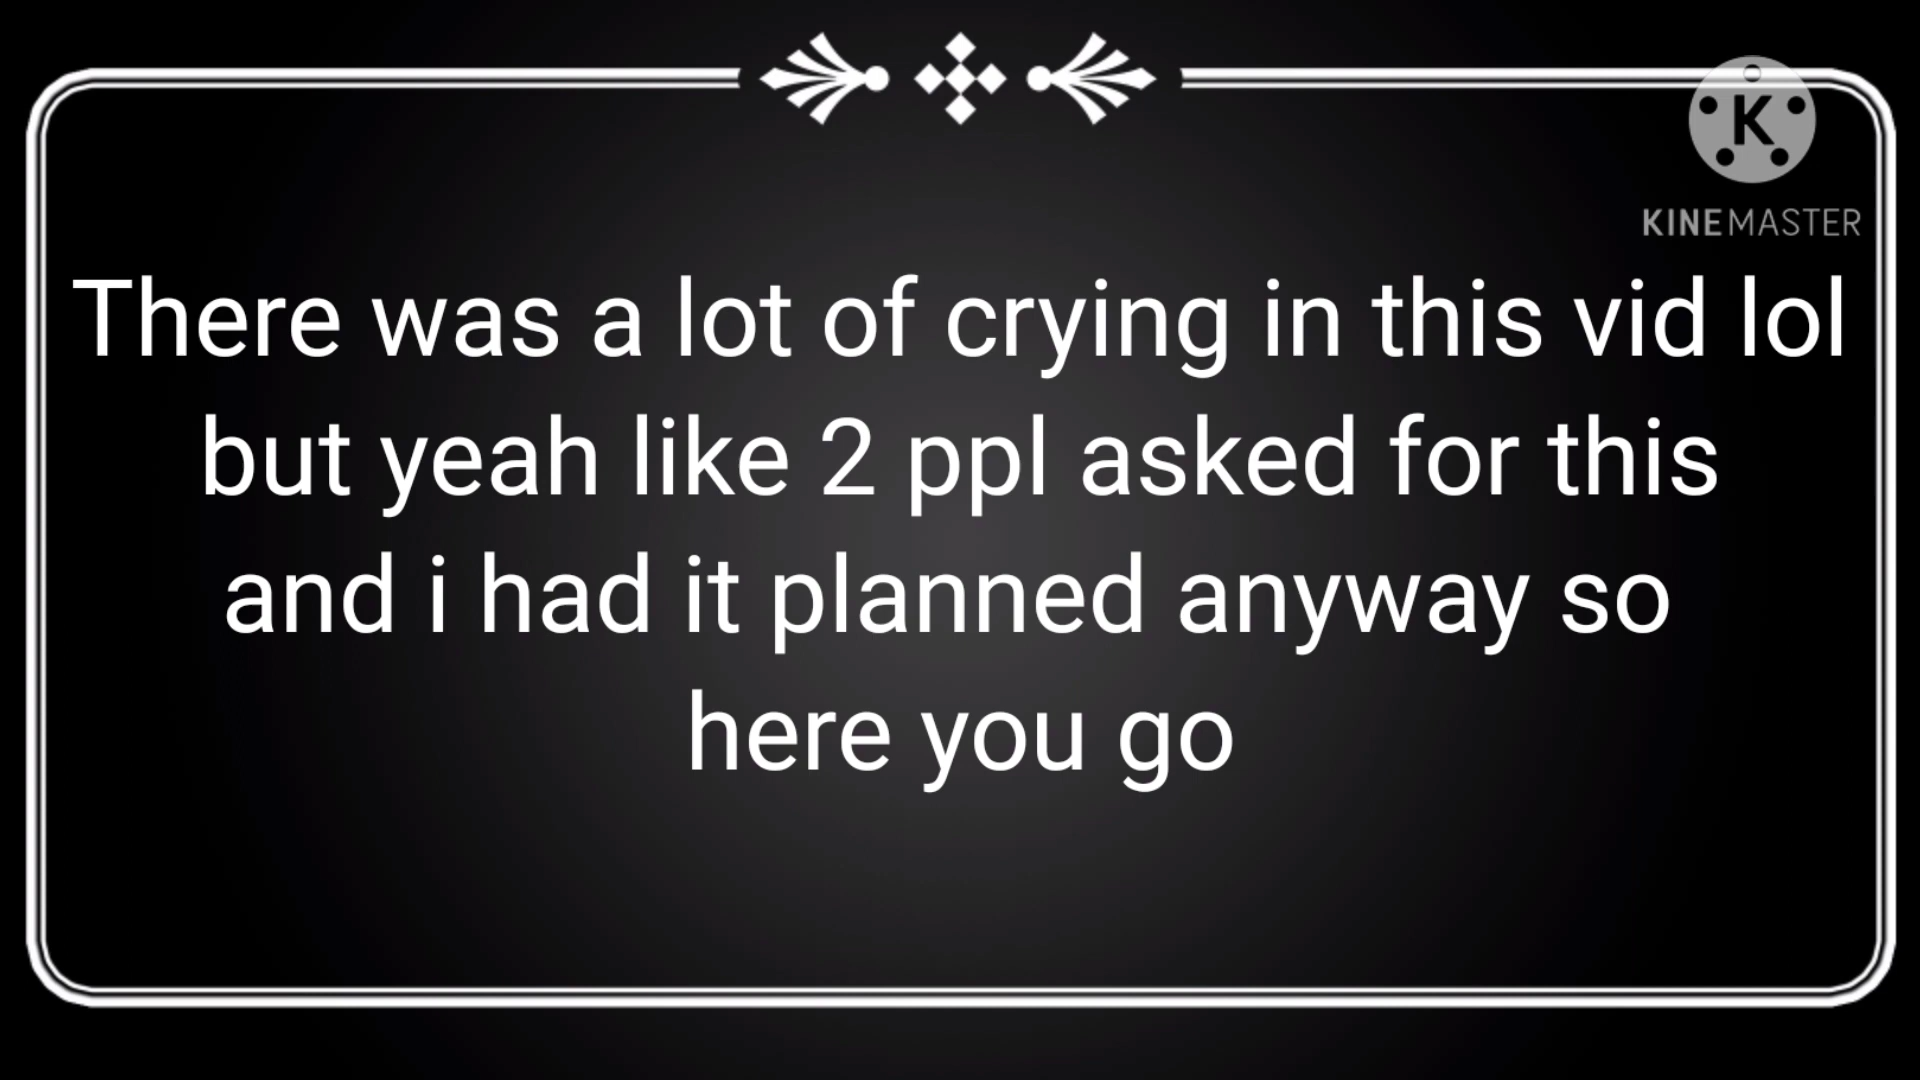 K
KINEMASTER
There was a lot of crying in this vid lol
but yeah like 2 ppl asked for this
and i had it planned anyway so
here you go